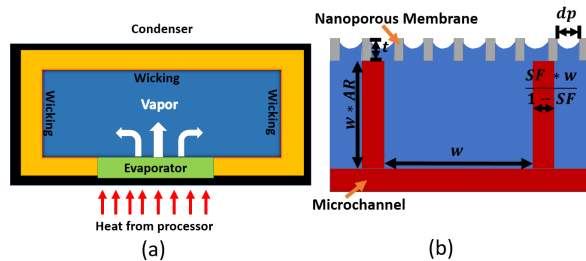 Condenser
Wicking
Wicking
Vapor
Wicking
Evaporator
Heat from processor
(a)
Nanoporous Membrane
dp
t
w * AR
SF * w
1 − SF
w
Microchannel
(b)